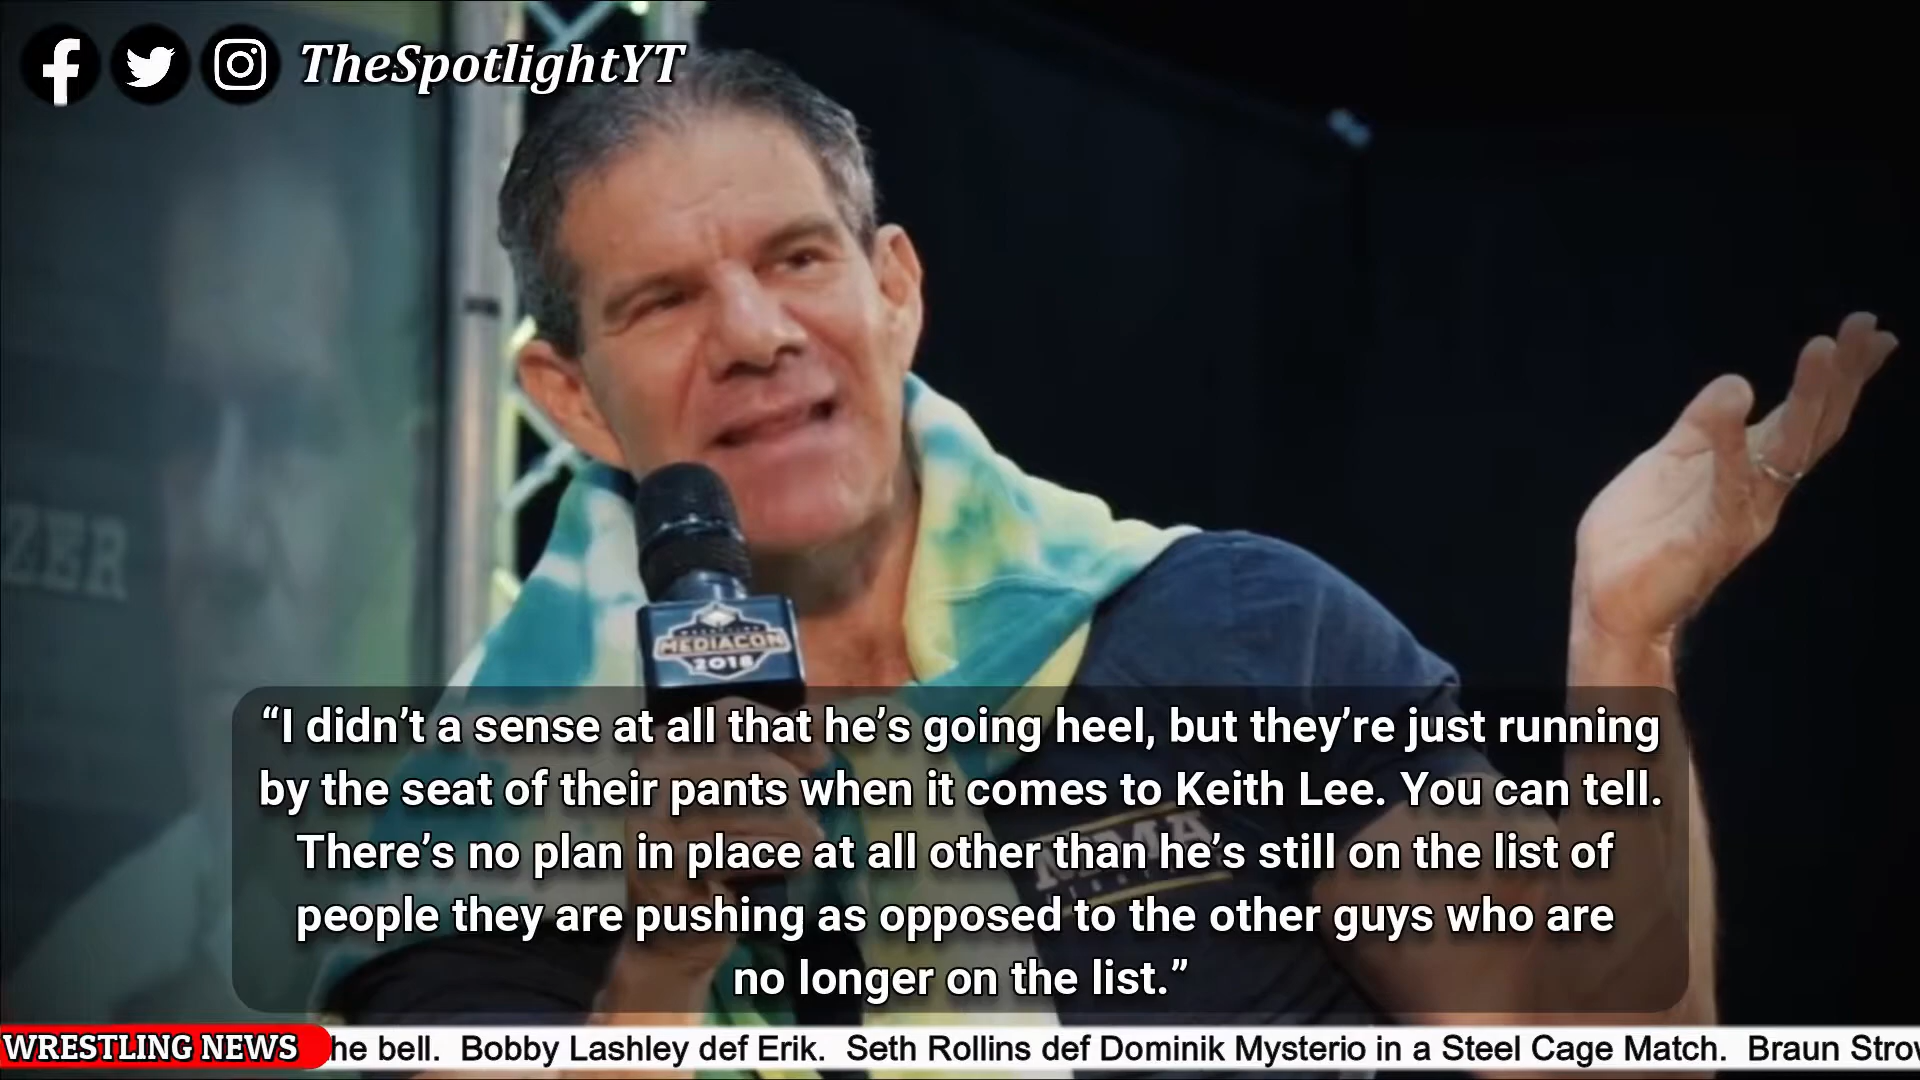 TheSpotlightYT
ZER
MEDIACON
2018
“I didn’t a sense at all that he’s going heel, but they’re just running
by the seat of their pants when it comes to Keith Lee. You can tell.
There’s no plan in place at all other than he’s still on the list of
people they are pushing as opposed to the other guys who are
no longer on the list.”
WRESTLING NEWS he bell. Bobby Lashley def Erik. Seth Rollins def Dominik Mysterio in a Steel Cage Match. Braun Strow